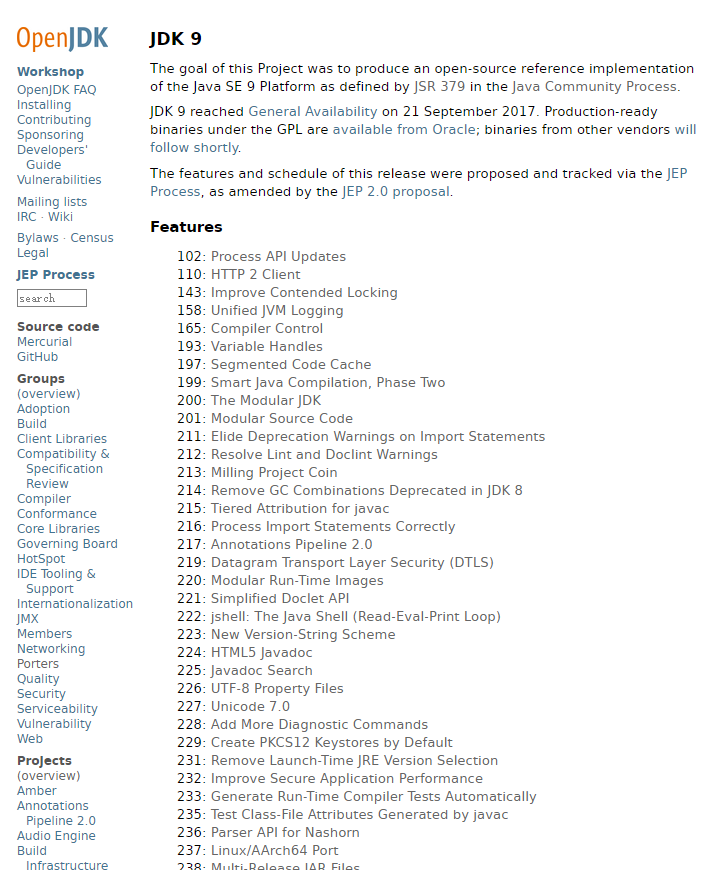 OpenJDK
Workshop
OpenJDK FAQ
Installing
Contributing
Sponsoring
Developers'
Guide
Vulnerabilities
Mailing lists
IRC · Wiki
Bylaws · Census
Legal
JEP Process
search
Source code
Mercurial
GitHub
Groups
(overview)
Adoption
Build
Client Libraries
Compatibility &
Specification
Review
Compiler
Conformance
Core Libraries
Governing Board
HotSpot
IDE Tooling &
Support
Internationalization
JMX
Members
Networking
Porters
Quality
Security
Serviceability
Vulnerability
Web
Projects
(overview)
Amber
Annotations
Pipeline 2.0
Audio Engine
Build
Infrastructure
JDK 9
The goal of this Project was to produce an open-source reference implementation
of the Java SE 9 Platform as defined by JSR 379 in the Java Community Process.
JDK 9 reached General Availability on 21 September 2017. Production-ready
binaries under the GPL are available from Oracle; binaries from other vendors will
follow shortly.
The features and schedule of this release were proposed and tracked via the JEP
Process, as amended by the JEP 2.0 proposal.
Features
102: Process API Updates
110: HTTP 2 Client
143: Improve Contended Locking
158: Unified JVM Logging
165: Compiler Control
193: Variable Handles
197: Segmented Code Cache
199: Smart Java Compilation, Phase Two
200: The Modular JDK
201: Modular Source Code
211: Elide Deprecation Warnings on Import Statements
212: Resolve Lint and Doclint Warnings
213: Milling Project Coin
214: Remove GC Combinations Deprecated in JDK 8
215: Tiered Attribution for javac
216: Process Import Statements Correctly
217: Annotations Pipeline 2.0
219: Datagram Transport Layer Security (DTLS)
220: Modular Run-Time Images
221: Simplified Doclet API
222: jshell: The Java Shell (Read-Eval-Print Loop)
223: New Version-String Scheme
224: HTML5 Javadoc
225: Javadoc Search
226: UTF-8 Property Files
227: Unicode 7.0
228: Add More Diagnostic Commands
229: Create PKCS12 Keystores by Default
231: Remove Launch-Time JRE Version Selection
232: Improve Secure Application Performance
233: Generate Run-Time Compiler Tests Automatically
235: Test Class-File Attributes Generated by javac
236: Parser API for Nashorn
237: Linux/AArch64 Port
238: Multi-Release JAR Files